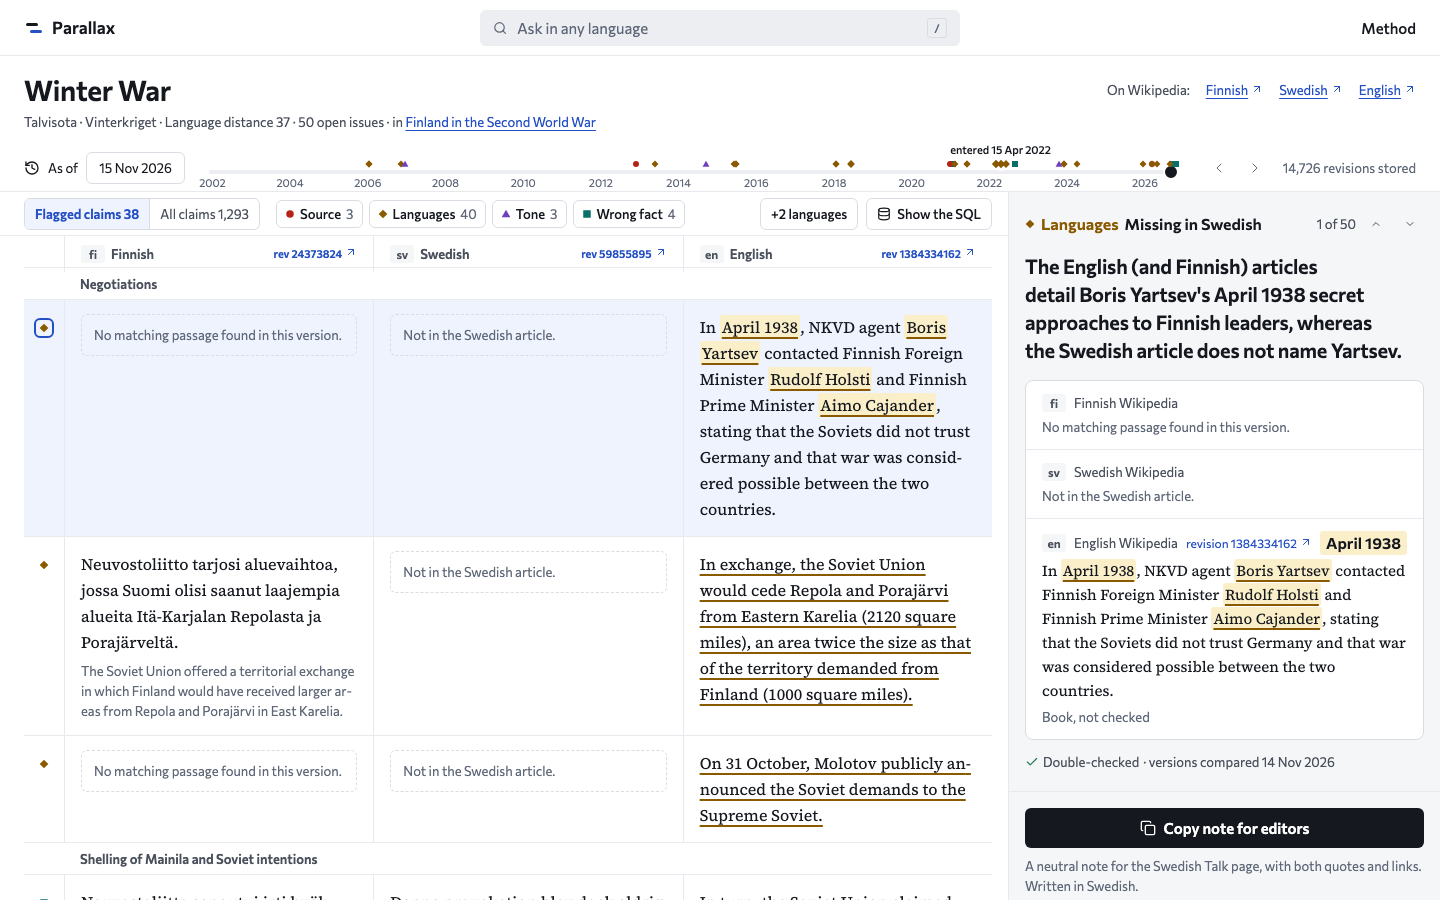 Parallax
Ask in any language
/
Method
Winter War
On Wikipedia: Finnish Swedish English
Talvisota · Vinterkriget · Language distance 37 · 50 open issues · in Finland in the Second World War
entered 15 Apr 2022
As of 15 Nov 2026
2002 2004 2006 2008 2010 2012 2014 2016 2018 2020 2022 2024 2026
14,726 revisions stored
Flagged claims 38 All claims 1,293 Source 3 Languages 40 Tone 3 Wrong fact 4 +2 languages Show the SQL
fi Finnish rev 24373824
sv Swedish rev 59855895
en English rev 1384334162
Negotiations
No matching passage found in this version.
Not in the Swedish article.
In April 1938, NKVD agent Boris
Yartsev contacted Finnish Foreign
Minister Rudolf Holsti and Finnish
Prime Minister Aimo Cajander,
stating that the Soviets did not trust
Germany and that war was consid-
ered possible between the two
countries.
Neuvostoliitto tarjosi aluevaihtoa,
jossa Suomi olisi saanut laajempia
alueita Itä-Karjalan Repolasta ja
Porajärveltä.
The Soviet Union offered a territorial exchange
in which Finland would have received larger ar-
eas from Repola and Porajärvi in East Karelia.
Not in the Swedish article.
In exchange, the Soviet Union
would cede Repola and Porajärvi
from Eastern Karelia (2120 square
miles), an area twice the size as that
of the territory demanded from
Finland (1000 square miles).
No matching passage found in this version.
Not in the Swedish article.
On 31 October, Molotov publicly an-
nounced the Soviet demands to the
Supreme Soviet.
Shelling of Mainila and Soviet intentions
Languages Missing in Swedish
1 of 50
The English (and Finnish) articles
detail Boris Yartsev's April 1938 secret
approaches to Finnish leaders, whereas
the Swedish article does not name Yartsev.
fi Finnish Wikipedia
No matching passage found in this version.
sv Swedish Wikipedia
Not in the Swedish article.
en English Wikipedia revision 1384334162 April 1938
In April 1938, NKVD agent Boris Yartsev contacted
Finnish Foreign Minister Rudolf Holsti and
Finnish Prime Minister Aimo Cajander, stating
that the Soviets did not trust Germany and that war
was considered possible between the two
countries.
Book, not checked
Double-checked · versions compared 14 Nov 2026
Copy note for editors
A neutral note for the Swedish Talk page, with both quotes and links.
Written in Swedish.